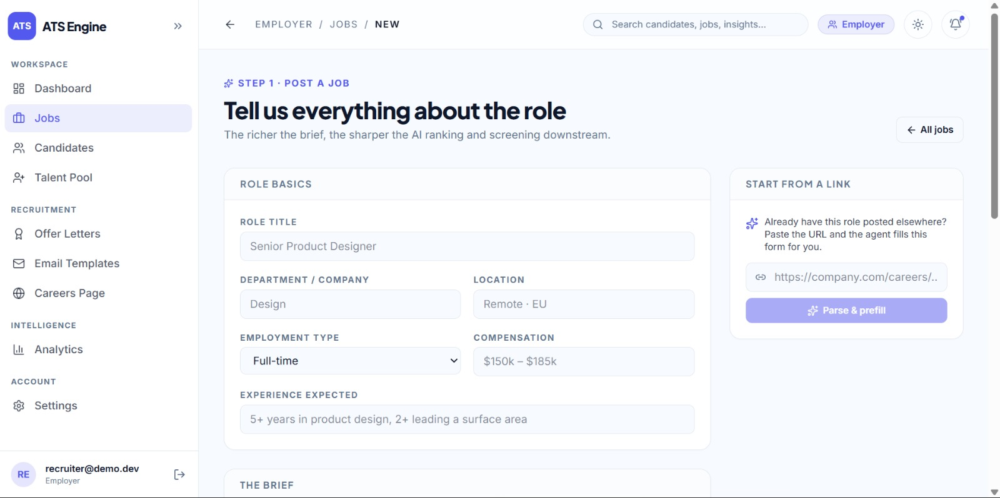 ATS
ATS Engine
WORKSPACE
Dashboard
Jobs
Candidates
Talent Pool
RECRUITMENT
Offer Letters
Email Templates
Careers Page
INTELLIGENCE
Analytics
ACCOUNT
Settings
RE
recruiter@demo.dev
Employer
EMPLOYER / JOBS / NEW
Search candidates, jobs, insights...
Employer
STEP 1 · POST A JOB
Tell us everything about the role
The richer the brief, the sharper the AI ranking and screening downstream.
All jobs
ROLE BASICS
ROLE TITLE
Senior Product Designer
DEPARTMENT / COMPANY
Design
LOCATION
Remote · EU
EMPLOYMENT TYPE
Full-time
COMPENSATION
$150k – $185k
EXPERIENCE EXPECTED
5+ years in product design, 2+ leading a surface area
THE BRIEF
START FROM A LINK
Already have this role posted elsewhere?
Paste the URL and the agent fills this
form for you.
https://company.com/careers/..
Parse & prefill